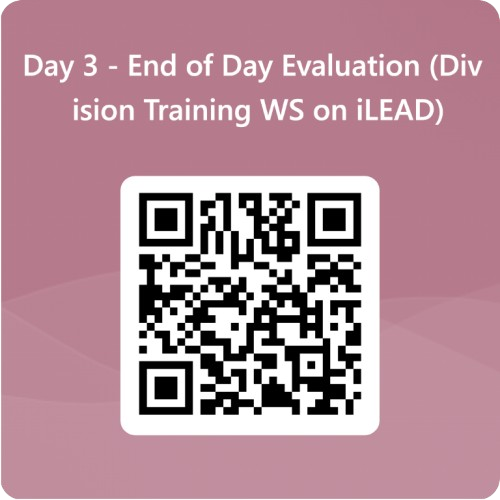 Day 3 - End of Day Evaluation (Div
ision Training WS on iLEAD)